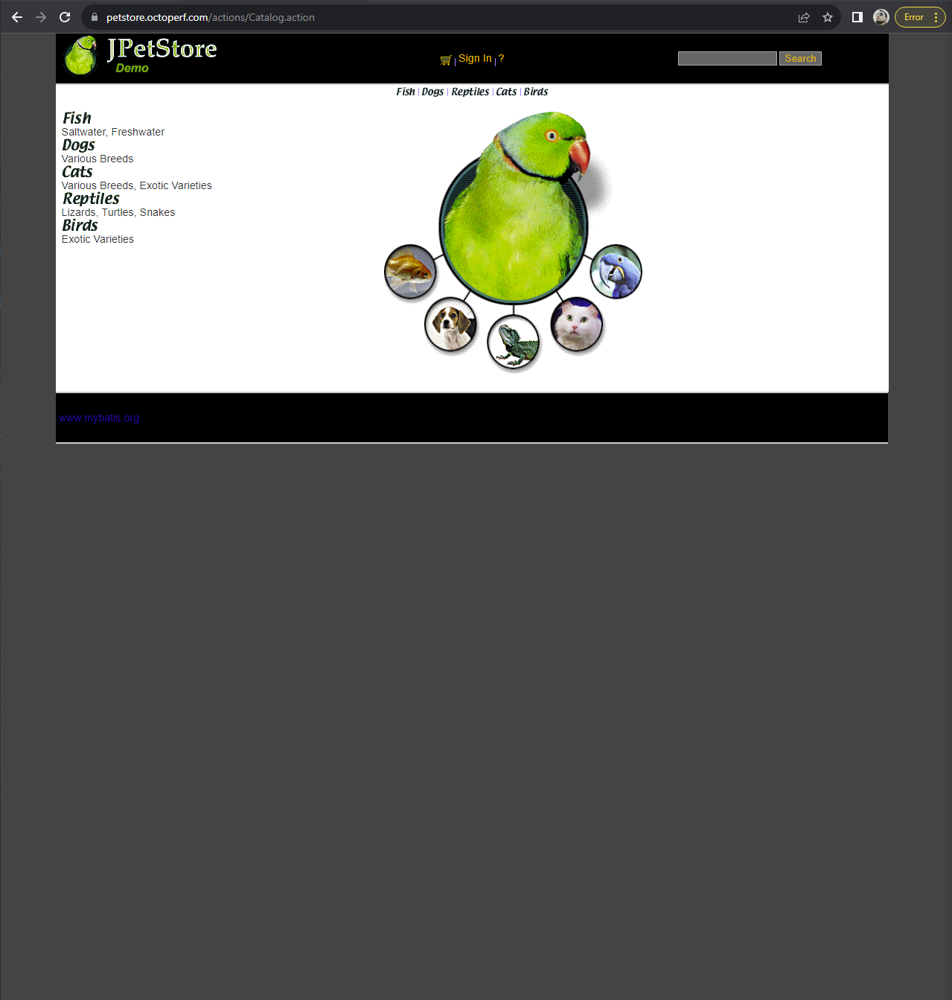 petstore.octoperf.com/actions/Catalog.action
Error
JPetStore
Demo
Sign In | ?
Search
Fish | Dogs | Reptiles | Cats | Birds
Fish
Saltwater, Freshwater
Dogs
Various Breeds
Cats
Various Breeds, Exotic Varieties
Reptiles
Lizards, Turtles, Snakes
Birds
Exotic Varieties
www.mybatis.org